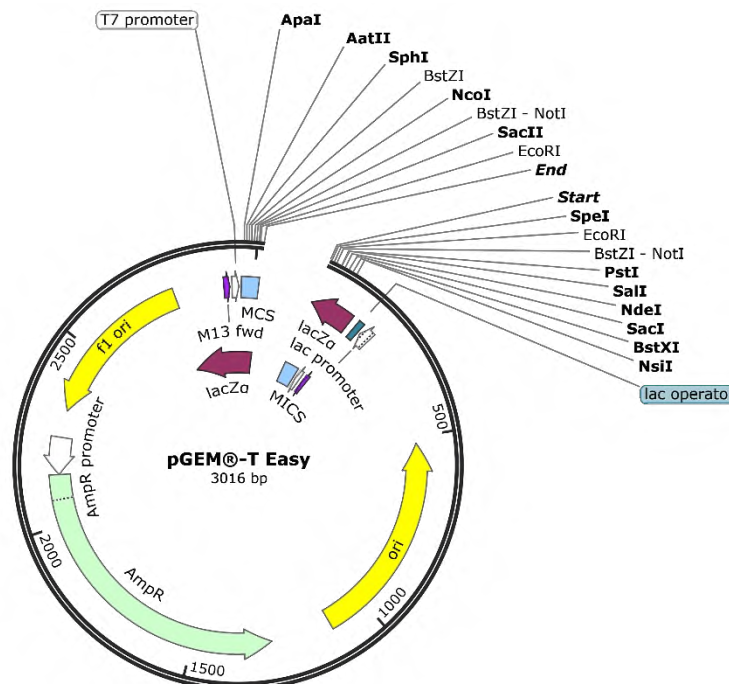 T7 promoter
ApaI
AatII
SphI
BstZI
NcoI
BstZI - NotI
SacII
EcoRI
End
Start
SpeI
EcoRI
BstZI - NotI
PstI
SalI
NdeI
SacI
BstXI
NsiI
lac operato
MCS
M13 fwd
lacZα
lacZα
lac promoter
MICS
f1 ori
2500
AmpR promoter
pGEM®-T Easy
3016 bp
500
ori
2000
AmpR
1000
1500